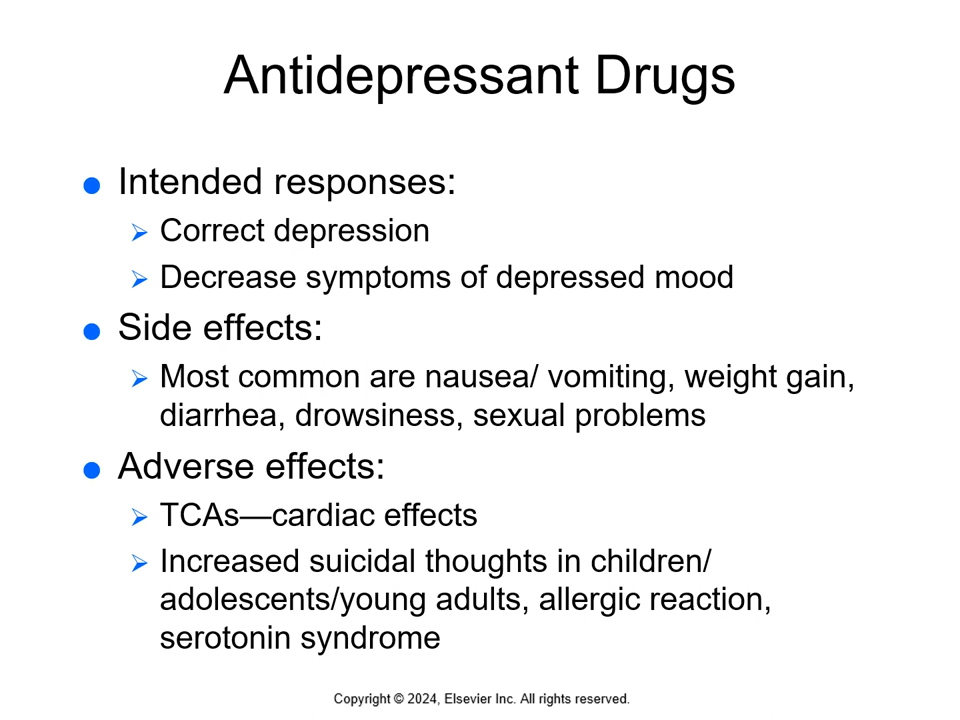 Antidepressant Drugs
Intended responses:
Correct depression
Decrease symptoms of depressed mood
Side effects:
Most common are nausea/ vomiting, weight gain,
diarrhea, drowsiness, sexual problems
Adverse effects:
TCAs—cardiac effects
Increased suicidal thoughts in children/
adolescents/young adults, allergic reaction,
serotonin syndrome
Copyright © 2024, Elsevier Inc. All rights reserved.